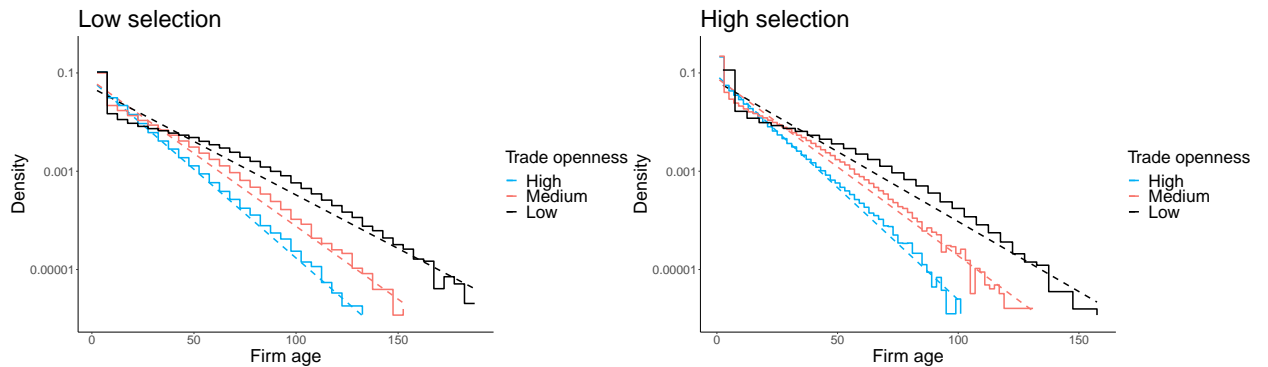 Low selection
Density
0.1
0.001
0.00001
0
50
100
150
Firm age
Trade openness
High
Medium
Low
High selection
Density
0.1
0.001
0.00001
0
50
100
150
Firm age
Trade openness
High
Medium
Low